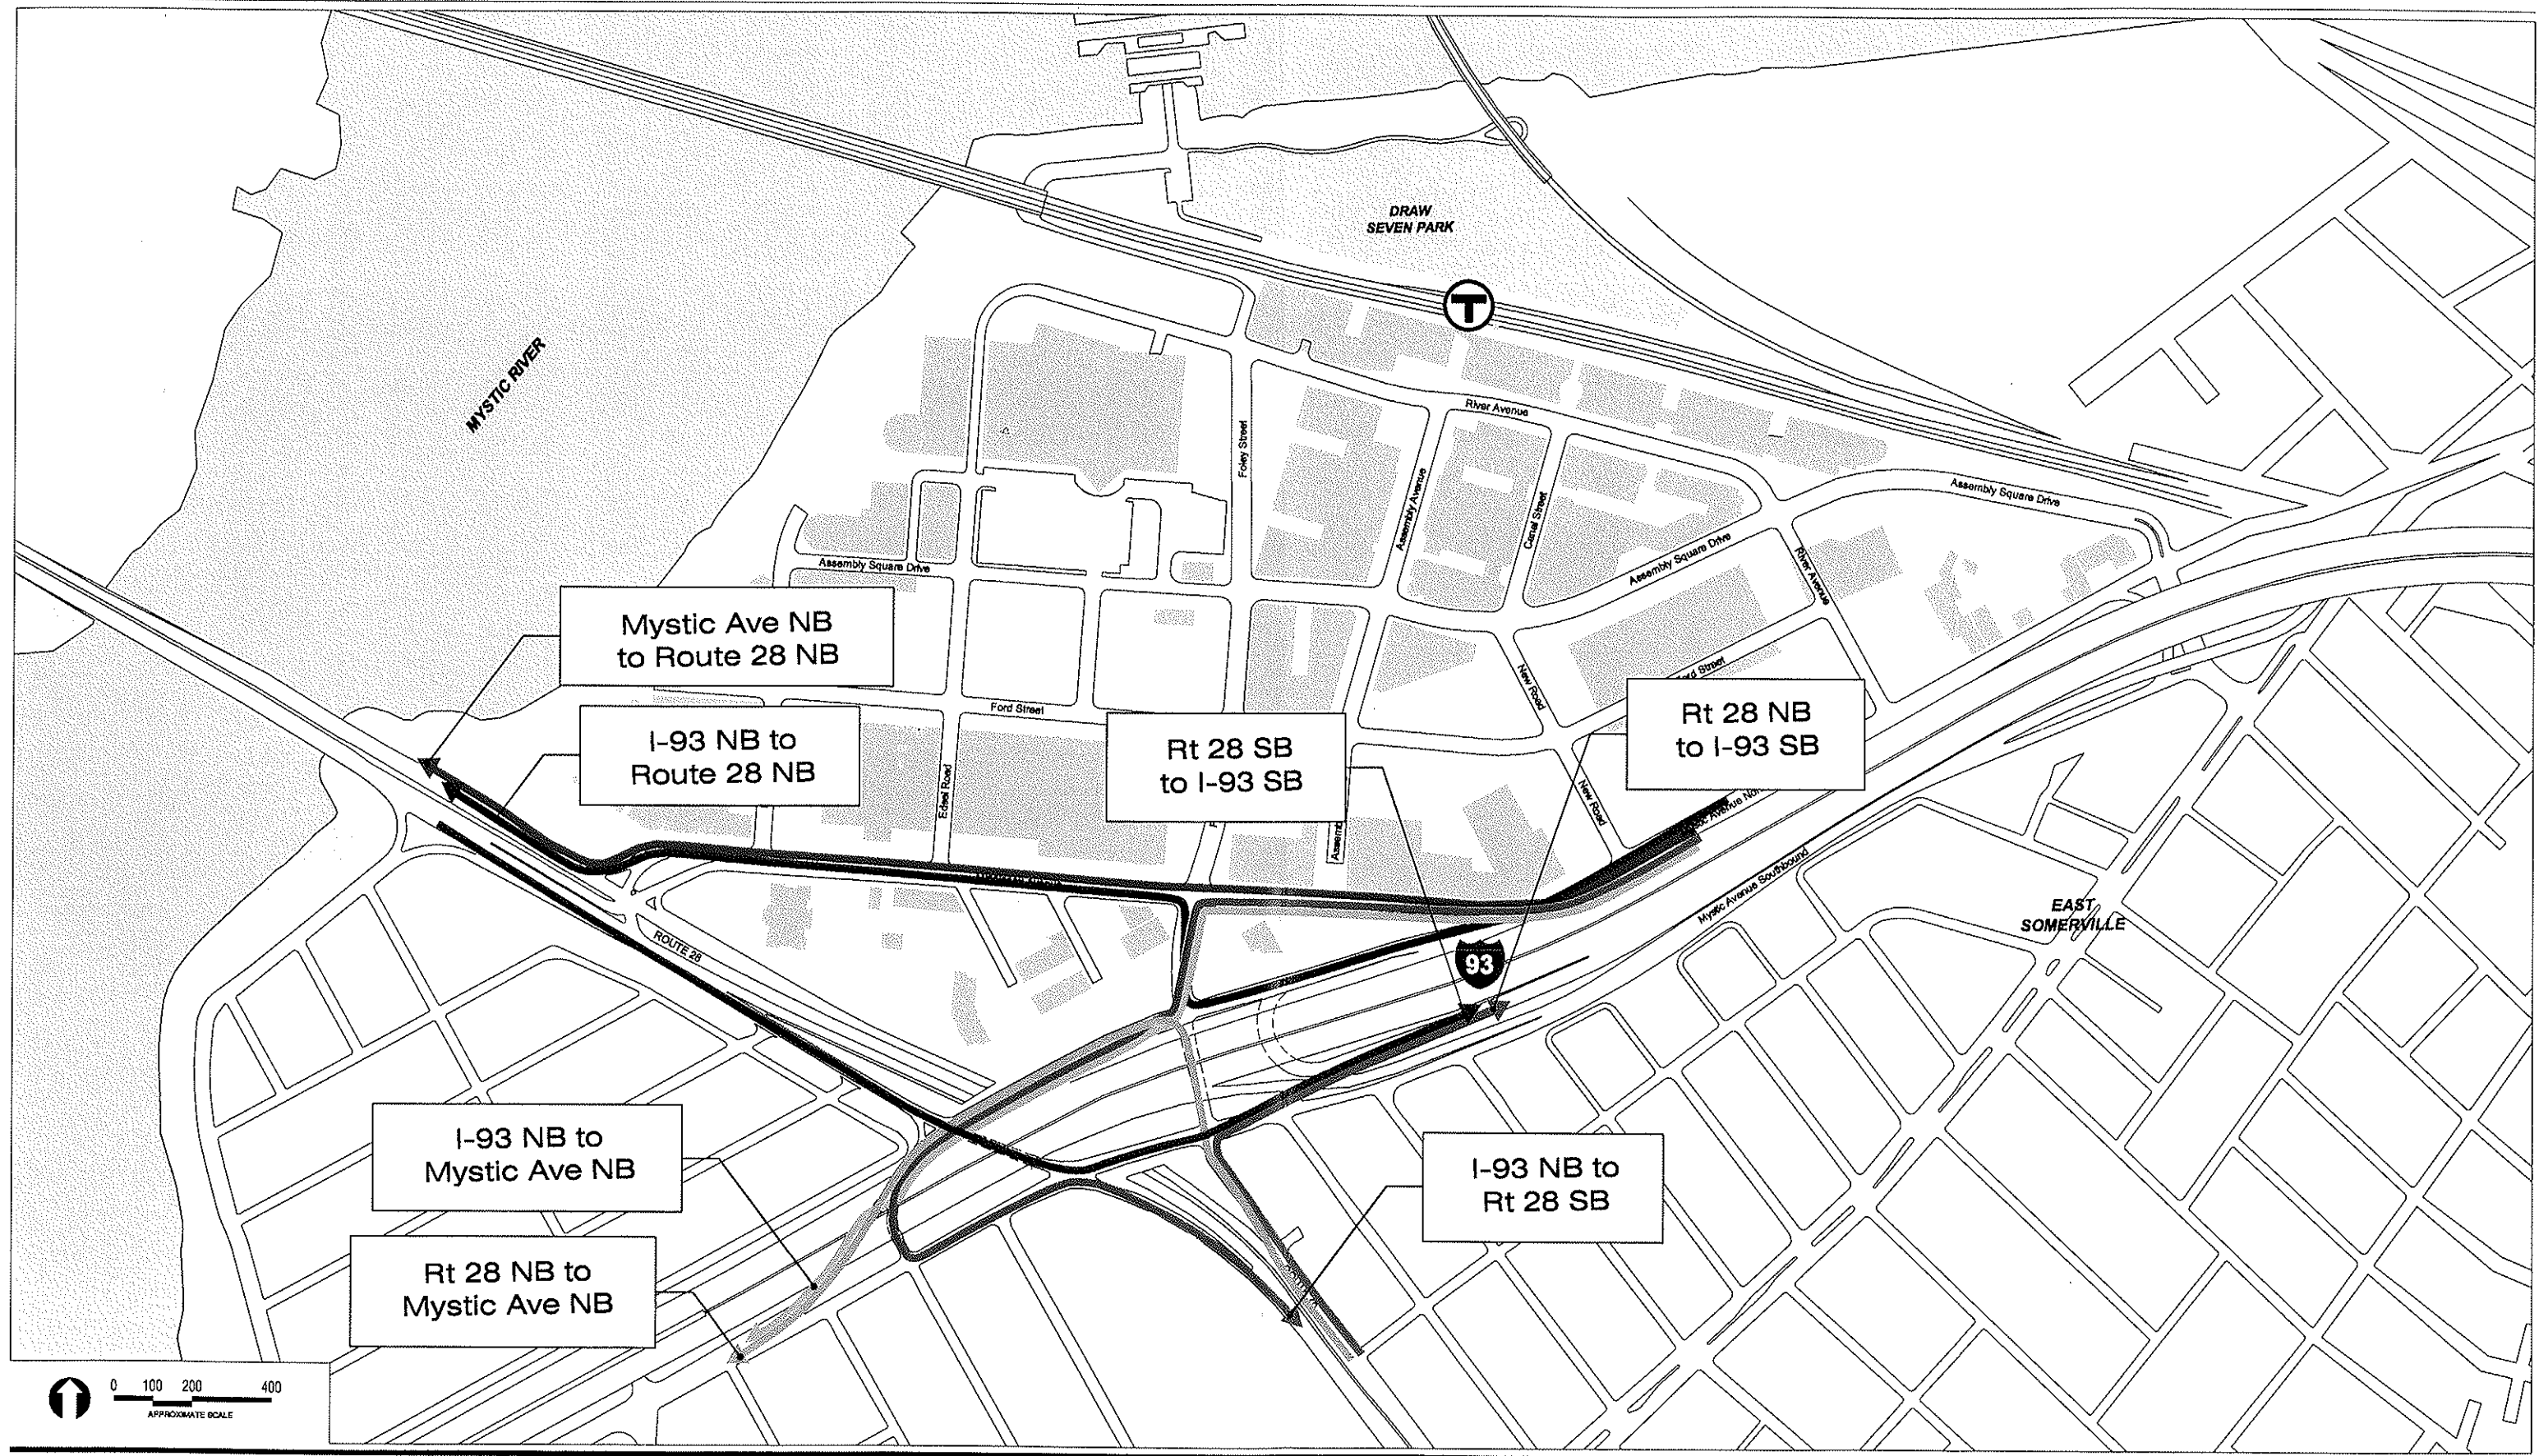 DRAW
SEVEN PARK
T
MYSTIC RIVER
River Avenue
Foley Street
Assembly Avenue
Canal Street
Assembly Square Drive
Assembly Square Drive
River Avenue
Assembly Square Drive
Mystic Ave NB
to Route 28 NB
New Road
Ford Street
I-93 NB to
Route 28 NB
Rt 28 SB
to I-93 SB
Rt 28 NB
to I-93 SB
Edsel Road
New Road
Assemb
Mystic Avenue Southbound
EAST
SOMERVILLE
ROUTE 28
93
I-93 NB to
Mystic Ave NB
I-93 NB to
Rt 28 SB
Rt 28 NB to
Mystic Ave NB
0 100 200 400
APPROXIMATE SCALE